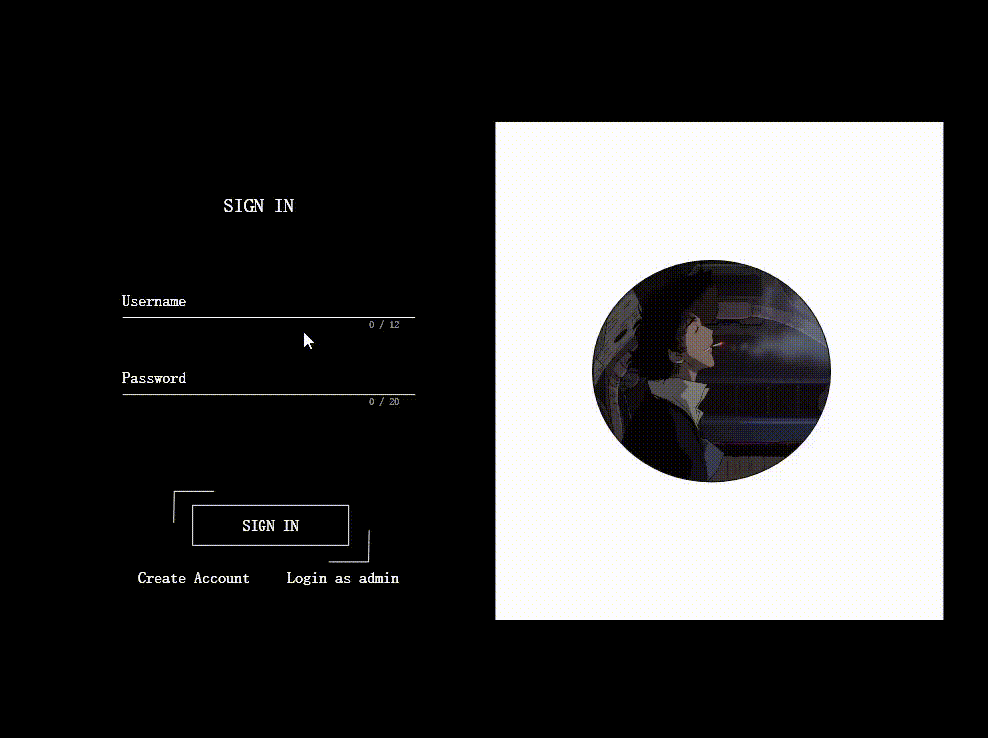 SIGN IN
Username
0 / 12
Password
0 / 20
SIGN IN
Create Account Login as admin